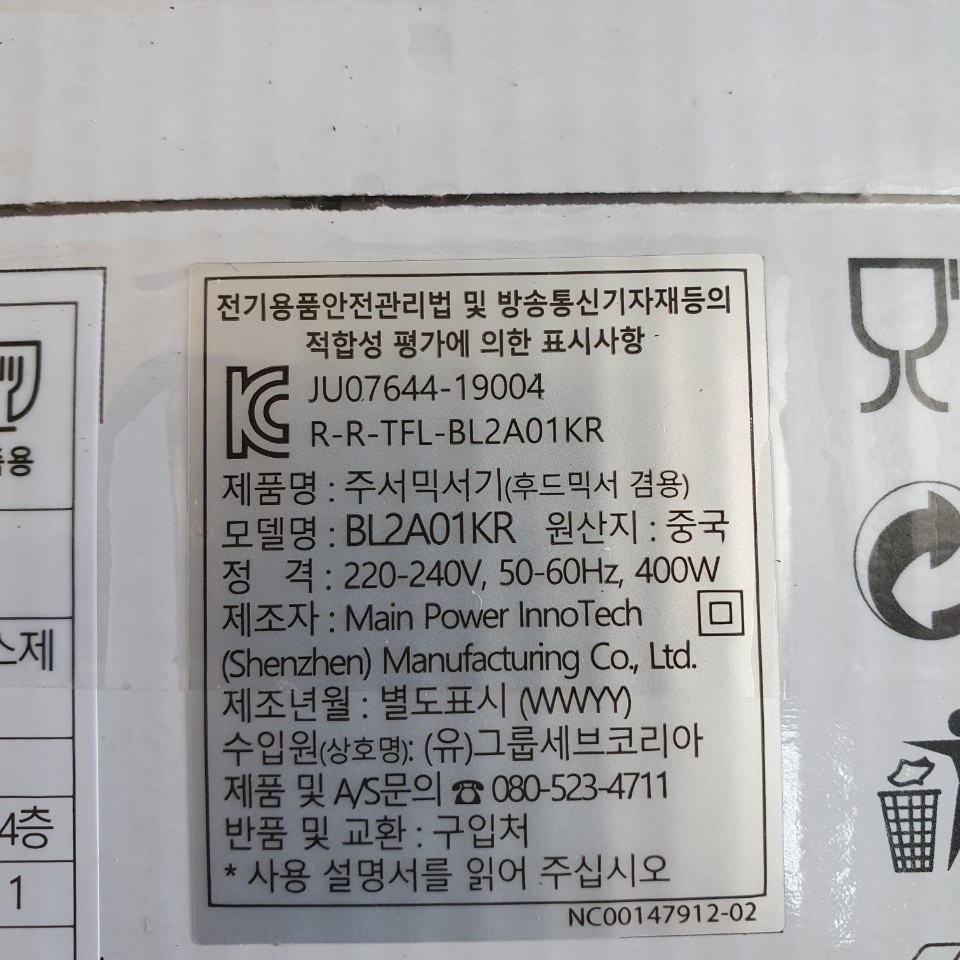 전기용품안전관리법 및 방송통신기자재등의
적합성 평가에 의한 표시사항
JU07644-19004
R-R-TFL-BL2A01KR
제품명 : 주서믹서기(후드믹서 겸용)
모델명 : BL2A01KR 원산지 : 중국
정 격 : 220-240V, 50-60Hz, 400W
제조자 : Main Power InnoTech
(Shenzhen) Manufacturing Co., Ltd.
제조년월 : 별도표시 (WWYY)
수입원(상호명): (유)그룹세브코리아
제품 및 A/S문의 ☎ 080-523-4711
반품 및 교환 : 구입처
* 사용 설명서를 읽어 주십시오
NC00147912-02
용
스제
4층
1